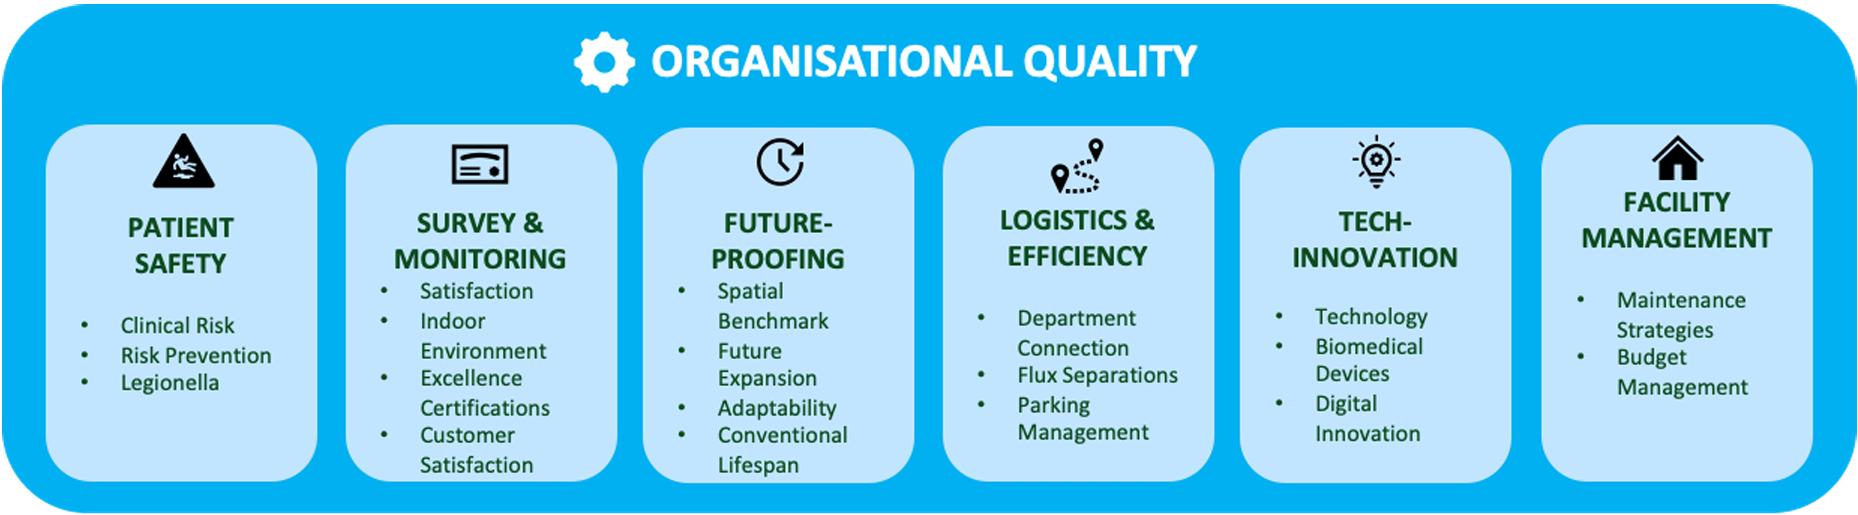 ORGANISATIONAL QUALITY
PATIENT
SAFETY
• Clinical Risk
• Risk Prevention
• Legionella
SURVEY &
MONITORING
• Satisfaction
• Indoor
Environment
• Excellence
Certifications
• Customer
Satisfaction
FUTURE-
PROOFING
• Spatial
Benchmark
• Future
Expansion
• Adaptability
• Conventional
Lifespan
LOGISTICS &
EFFICIENCY
• Department
Connection
• Flux Separations
• Parking
Management
TECH-
INNOVATION
• Technology
• Biomedical
Devices
• Digital
Innovation
FACILITY
MANAGEMENT
• Maintenance
Strategies
• Budget
Management